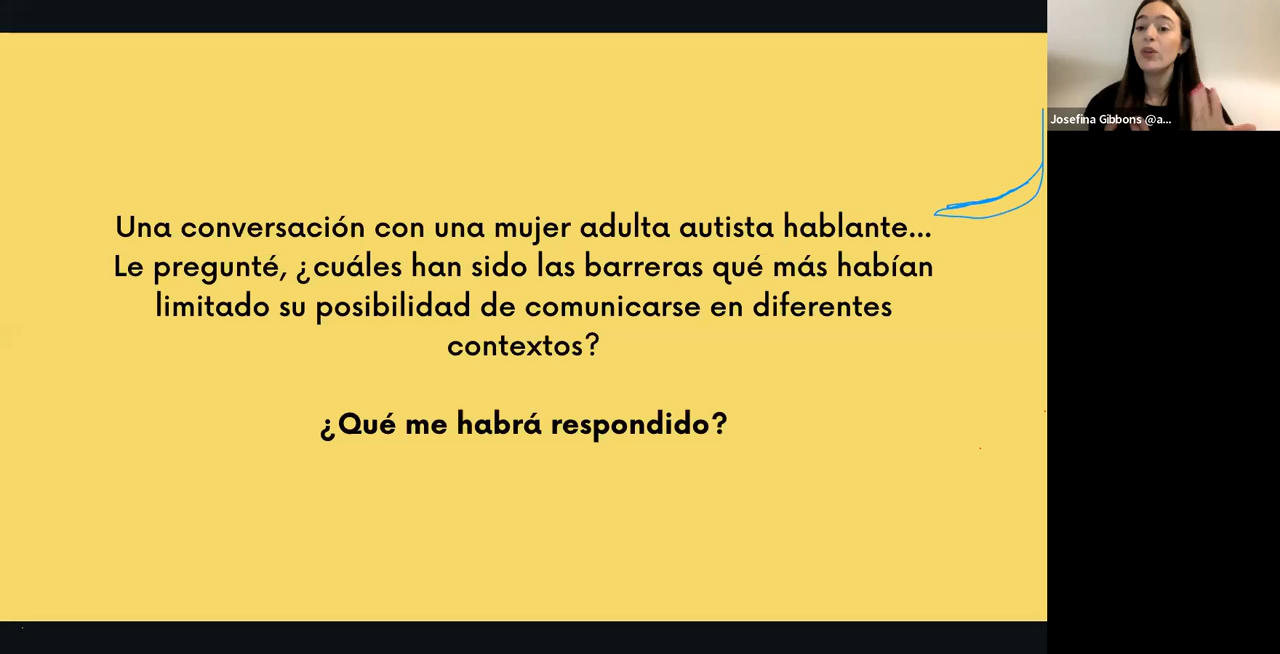 Una conversación con una mujer adulta autista hablante...
Le pregunté, ¿cuáles han sido las barreras qué más habían
limitado su posibilidad de comunicarse en diferentes
contextos?
¿Qué me habrá respondido?
Josefina Gibbons @a...